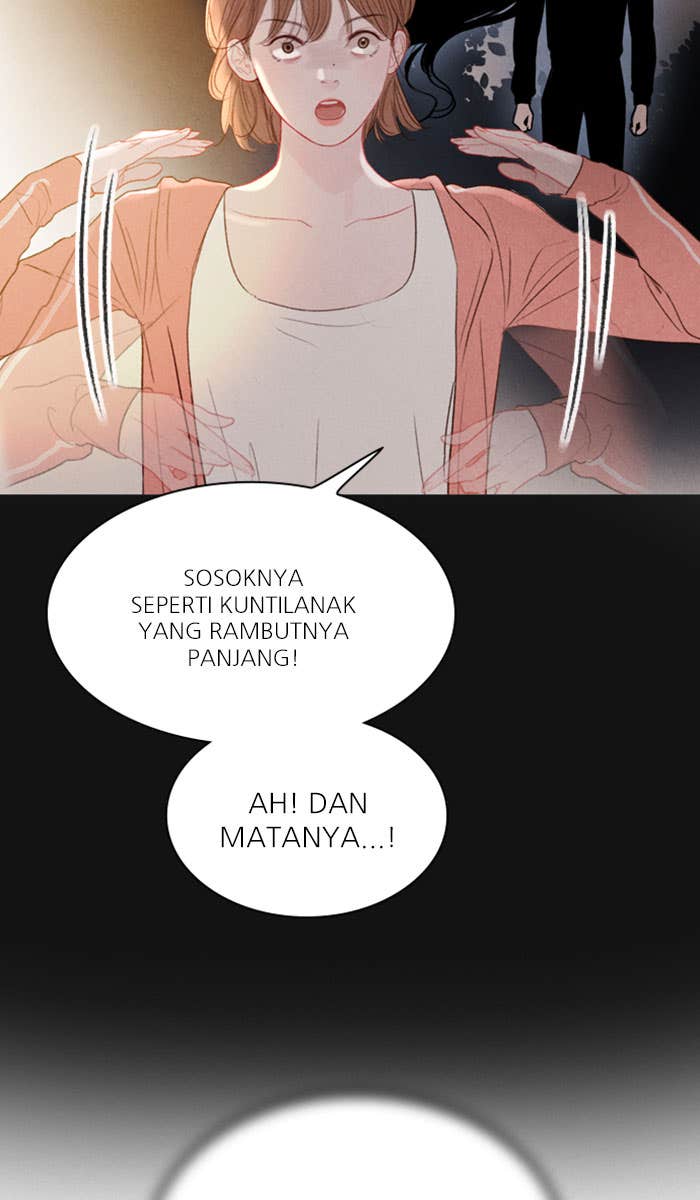 SOSOKNYA
SEPERTI KUNTILANAK
YANG RAMBUTNYA
PANJANG!
AH! DAN
MATANYA...!